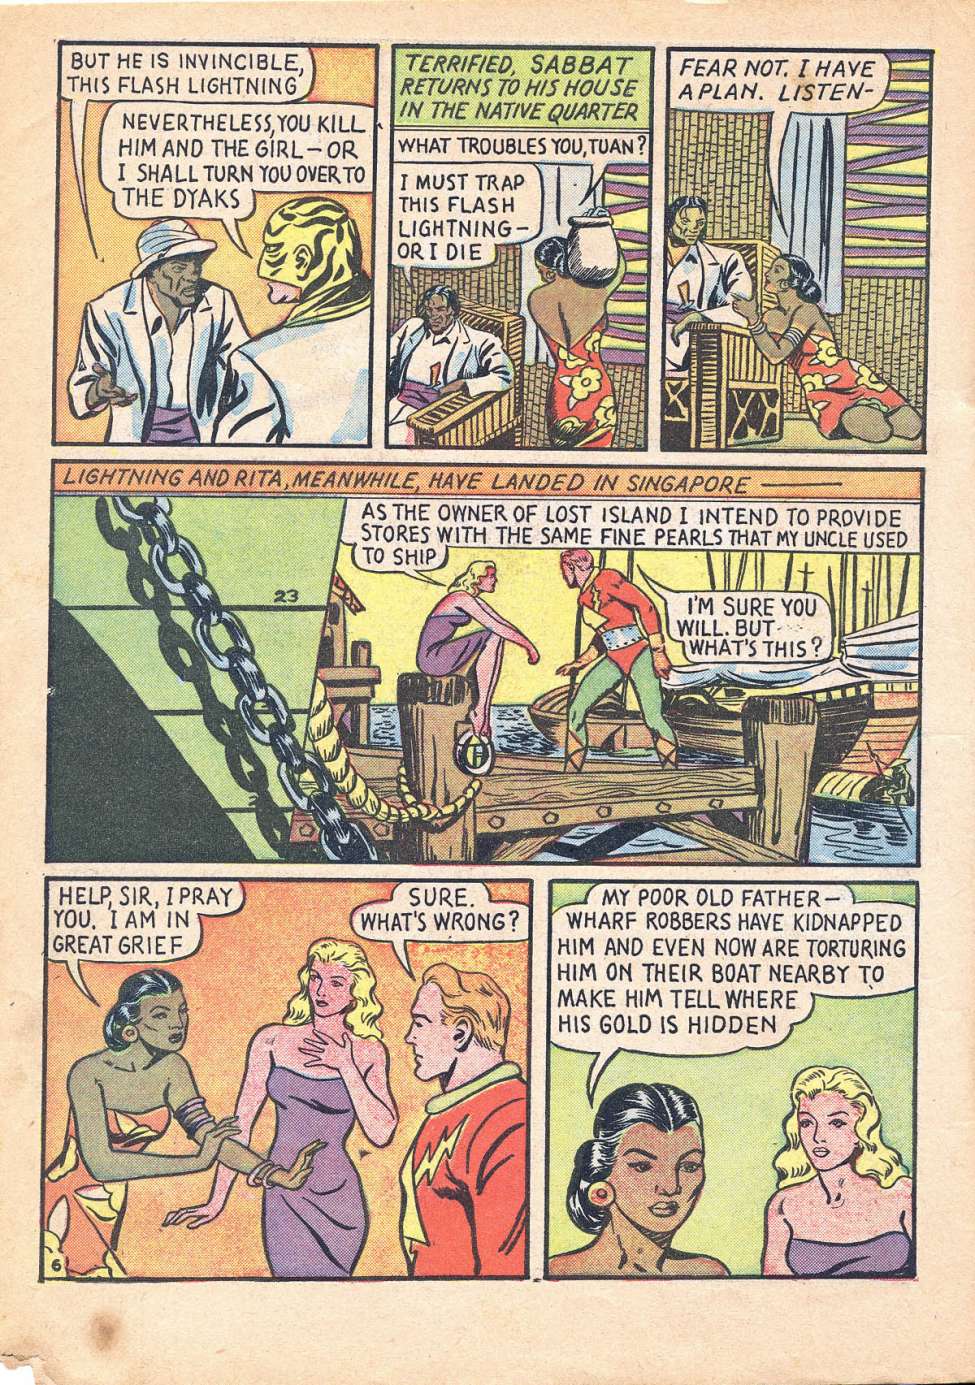 BUT HE IS INVINCIBLE,
THIS FLASH LIGHTNING
NEVERTHELESS, YOU KILL
HIM AND THE GIRL — OR
I SHALL TURN YOU OVER TO
THE DYAKS
TERRIFIED, SABBAT
RETURNS TO HIS HOUSE
IN THE NATIVE QUARTER
WHAT TROUBLES YOU, TUAN?
I MUST TRAP
THIS FLASH
LIGHTNING—
OR I DIE
FEAR NOT. I HAVE
A PLAN. LISTEN-
LIGHTNING AND RITA, MEANWHILE, HAVE LANDED IN SINGAPORE —
AS THE OWNER OF LOST ISLAND I INTEND TO PROVIDE
STORES WITH THE SAME FINE PEARLS THAT MY UNCLE USED
TO SHIP
I'M SURE YOU
WILL. BUT
WHAT'S THIS?
23
HELP, SIR, I PRAY
YOU. I AM IN
GREAT GRIEF
SURE.
WHAT'S WRONG?
MY POOR OLD FATHER—
WHARF ROBBERS HAVE KIDNAPPED
HIM AND EVEN NOW ARE TORTURING
HIM ON THEIR BOAT NEARBY TO
MAKE HIM TELL WHERE
HIS GOLD IS HIDDEN
6